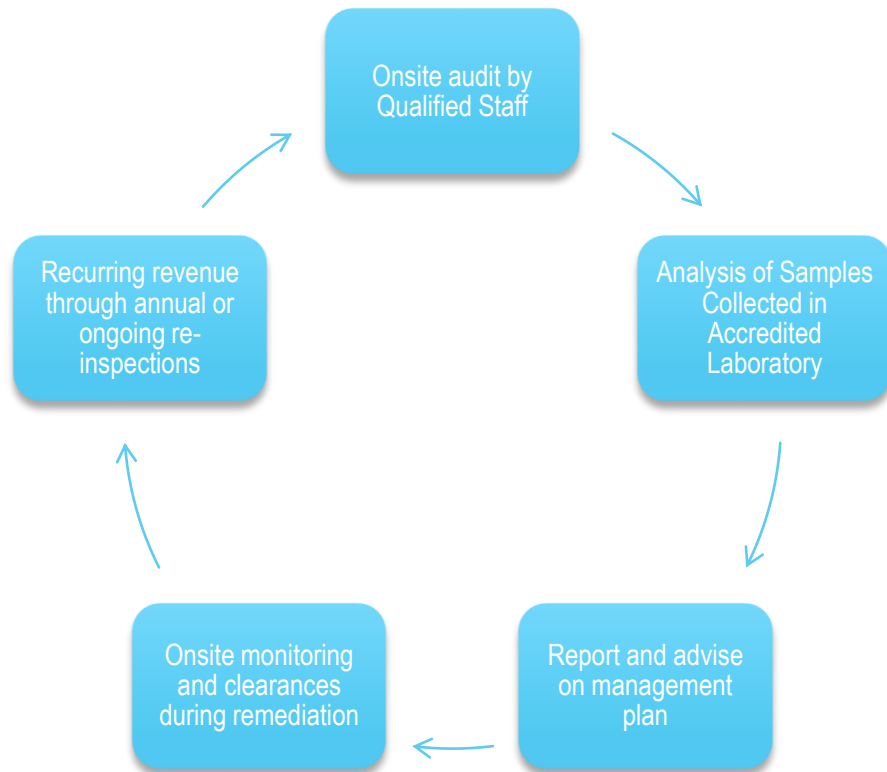 Onsite audit by
Qualified Staff
Analysis of Samples
Collected in
Accredited
Laboratory
Report and advise
on management
plan
Onsite monitoring
and clearances
during remediation
Recurring revenue
through annual or
ongoing re-
inspections